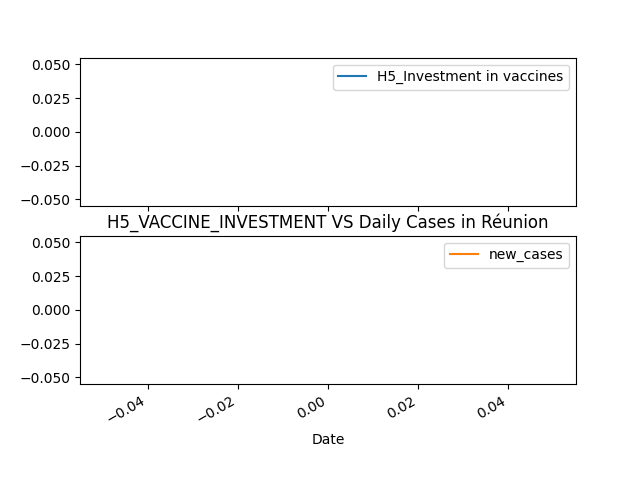 0.050
H5_Investment in vaccines
0.025
0.000
−0.025
−0.050
H5_VACCINE_INVESTMENT VS Daily Cases in Réunion
0.050
new_cases
0.025
0.000
−0.025
−0.050
−0.04 −0.02 0.00 0.02 0.04
Date